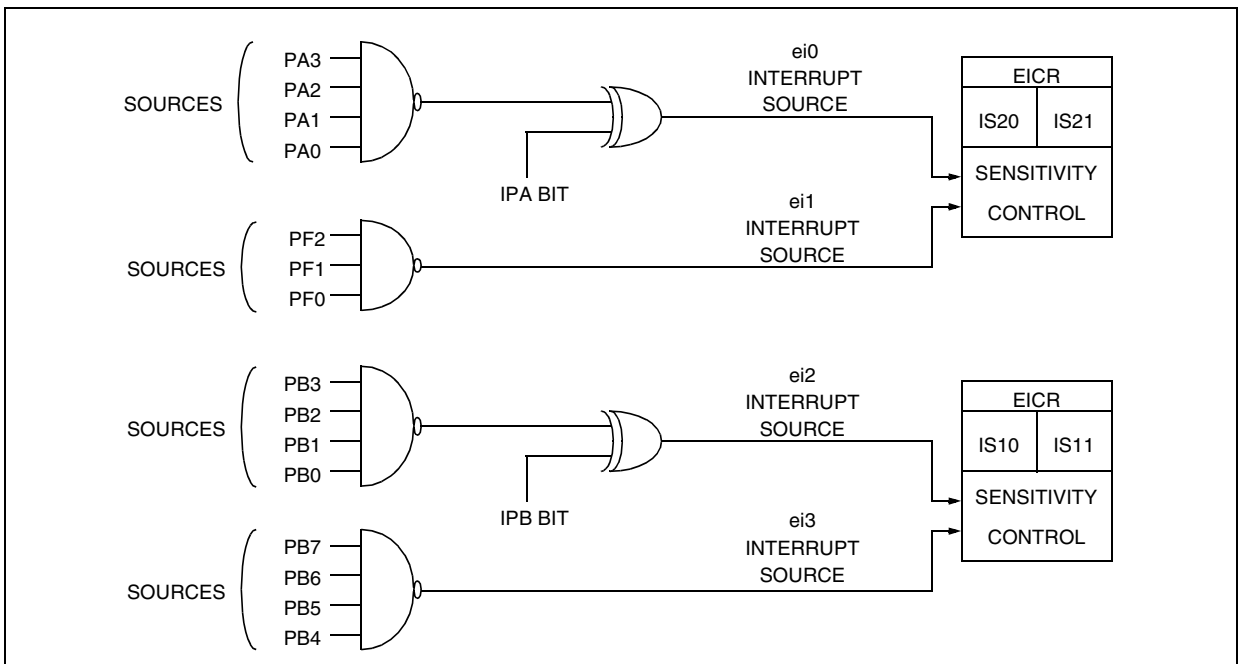 SOURCES
PA3
PA2
PA1
PA0
IPA BIT
ei0
INTERRUPT
SOURCE
EICR
IS20 IS21
SENSITIVITY
CONTROL
SOURCES
PF2
PF1
PF0
ei1
INTERRUPT
SOURCE
SOURCES
PB3
PB2
PB1
PB0
IPB BIT
ei2
INTERRUPT
SOURCE
EICR
IS10 IS11
SENSITIVITY
CONTROL
SOURCES
PB7
PB6
PB5
PB4
ei3
INTERRUPT
SOURCE